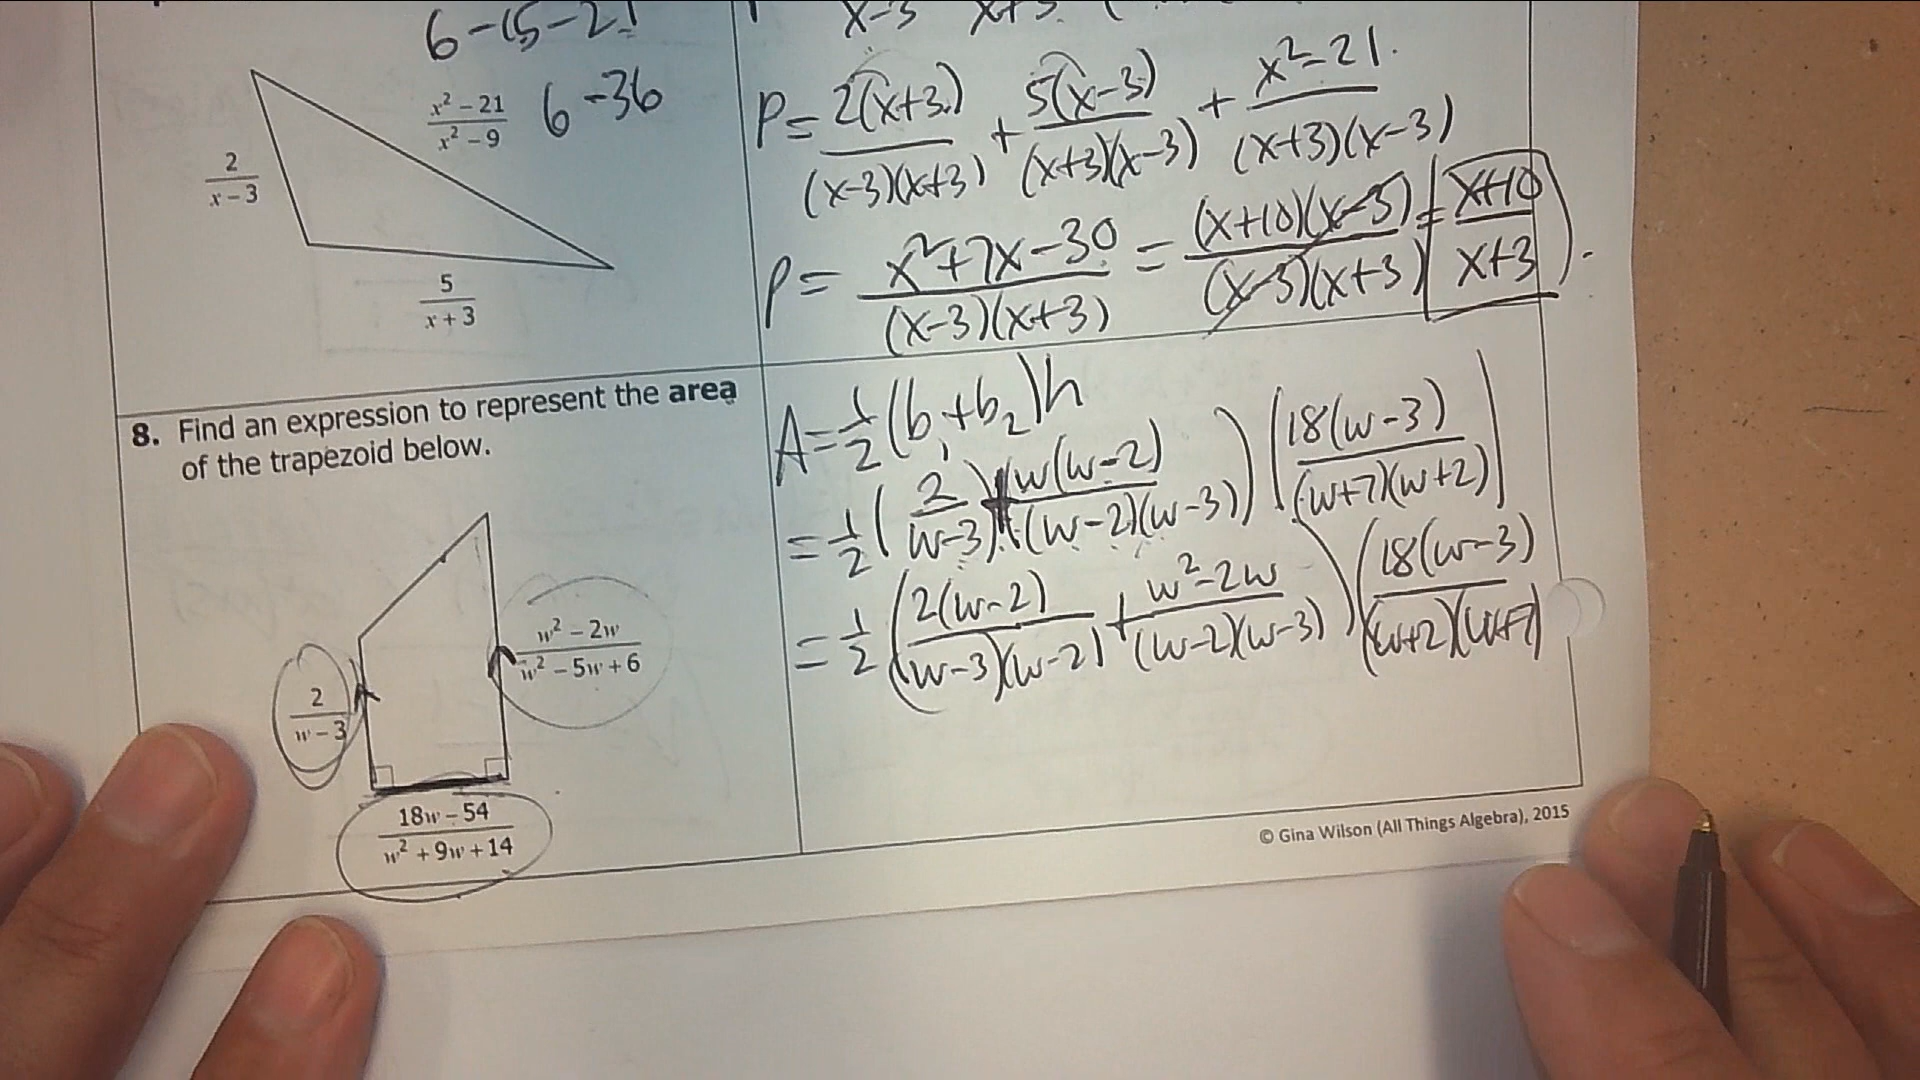 6-15-21
x-3 x+3
x² - 21
x² - 9
6-36
2
x - 3
5
x + 3
P= 2(x+3) + 5(x-3) + x²-21
(x-3)(x+3) (x+3)(x-3) (x+3)(x-3)
P= x²+7x-30 = (x+10)(x-3) = x+10
(x-3)(x+3) (x-3)(x+3) x+3
8. Find an expression to represent the area
of the trapezoid below.
2
w - 3
w² - 2w
w² - 5w + 6
18w - 54
w² + 9w + 14
A=½(b₁+b₂)h
=½(2/(w-3) + w(w-2)/((w-2)(w-3))) (18(w-3)/((w+7)(w+2)))
=½(2(w-2)/((w-3)(w-2)) + w²-2w/((w-2)(w-3))) (18(w-3)/((w+2)(w+7)))
© Gina Wilson (All Things Algebra), 2015